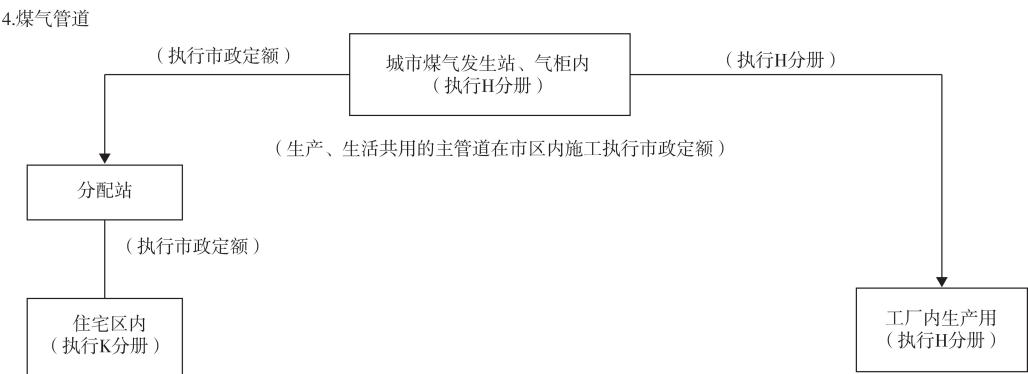 4.煤气管道
（执行市政定额）
城市煤气发生站、气柜内
（执行H分册）
（执行H分册）
（生产、生活共用的主管道在市区内施工执行市政定额）
分配站
（执行市政定额）
住宅区内
（执行K分册）
工厂内生产用
（执行H分册）